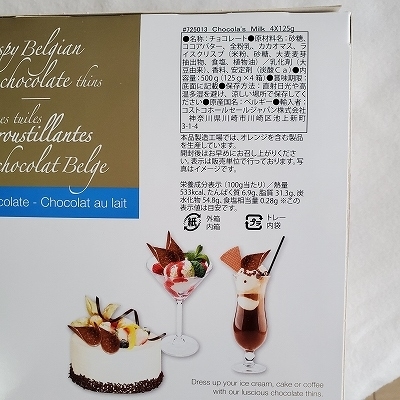 spy Belgian
chocolate thins
es tuiles
roustillantes
chocolat Belge
colate - Chocolat au lait
#725013 Chocola's Milk 4X125g
●名称：チョコレート●原材料名：砂糖、
ココアバター、全粉乳、カカオマス、ラ
イスクリスプ（米粉、砂糖、大麦麦芽
抽出物、食塩、植物油）／乳化剤（大
豆由来）、香料、安定剤（炭酸Ｃａ）●内
容量：500ｇ（125ｇ×4袋）●賞味期限：
底面に記載●保存方法：直射日光や高
温多湿を避け、涼しい場所で保存してく
ださい。●原産国名：ベルギー●輸入者：
コストコホールセールジャパン株式会社
神奈川県川崎市川崎区池上新町
3-1-4
本品製造工場では、オレンジを含む製品
を生産しています。
開封後はお早めにお召し上がりくださ
い。表示は販売単位で行っております。写
真はイメージです。
栄養成分表示（100g当たり）／熱量
533kcal、たんぱく質 6.9g、脂質 31.3g、炭
水化物 54.8g、食塩相当量 0.28g ※この
表示値は目安です。
紙 外箱 内箱
プラ トレー 内袋
Dress up your ice cream, cake or coffee
with our luscious chocolate thins.